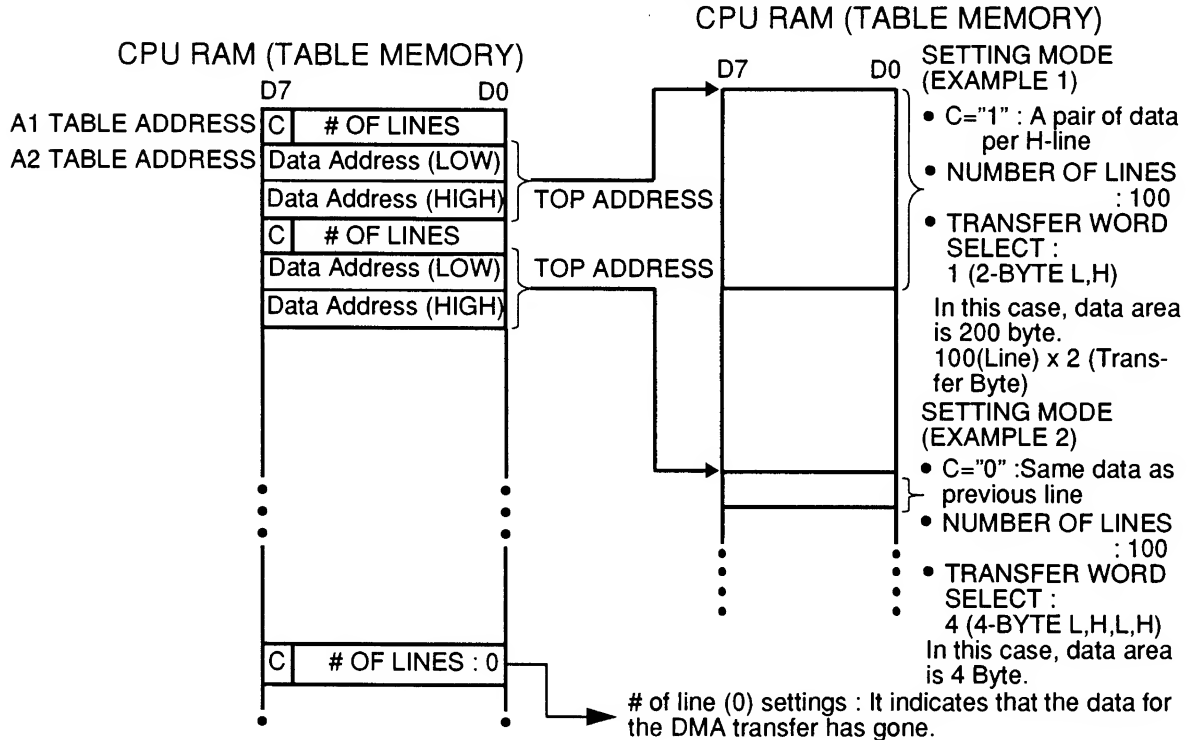 CPU RAM (TABLE MEMORY)
D7 D0
A1 TABLE ADDRESS C # OF LINES
A2 TABLE ADDRESS Data Address (LOW)
Data Address (HIGH)
TOP ADDRESS
C # OF LINES
Data Address (LOW)
TOP ADDRESS
Data Address (HIGH)
C # OF LINES : 0
CPU RAM (TABLE MEMORY)
D7 D0
SETTING MODE
(EXAMPLE 1)
• C="1" : A pair of data
per H-line
• NUMBER OF LINES
: 100
• TRANSFER WORD
SELECT :
1 (2-BYTE L,H)
In this case, data area
is 200 byte.
100(Line) x 2 (Trans-
fer Byte)
SETTING MODE
(EXAMPLE 2)
• C="0" :Same data as
previous line
• NUMBER OF LINES
: 100
• TRANSFER WORD
SELECT :
4 (4-BYTE L,H,L,H)
In this case, data area
is 4 Byte.
# of line (0) settings : It indicates that the data for
the DMA transfer has gone.